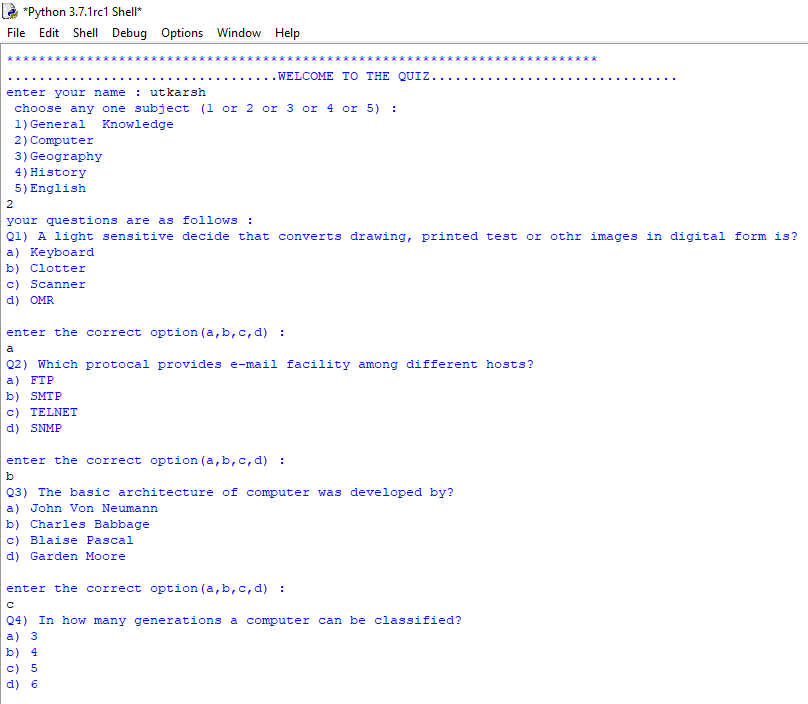 *Python 3.7.1rc1 Shell*
File Edit Shell Debug Options Window Help
**************************************************************************
..................................WELCOME TO THE QUIZ...............................
enter your name : utkarsh
choose any one subject (1 or 2 or 3 or 4 or 5) :
1)General  Knowledge
2)Computer
3)Geography
4)History
5)English
2
your questions are as follows :
Q1) A light sensitive decide that converts drawing, printed test or othr images in digital form is?
a) Keyboard
b) Clotter
c) Scanner
d) OMR
enter the correct option(a,b,c,d) :
a
Q2) Which protocal provides e-mail facility among different hosts?
a) FTP
b) SMTP
c) TELNET
d) SNMP
enter the correct option(a,b,c,d) :
b
Q3) The basic architecture of computer was developed by?
a) John Von Neumann
b) Charles Babbage
c) Blaise Pascal
d) Garden Moore
enter the correct option(a,b,c,d) :
c
Q4) In how many generations a computer can be classified?
a) 3
b) 4
c) 5
d) 6